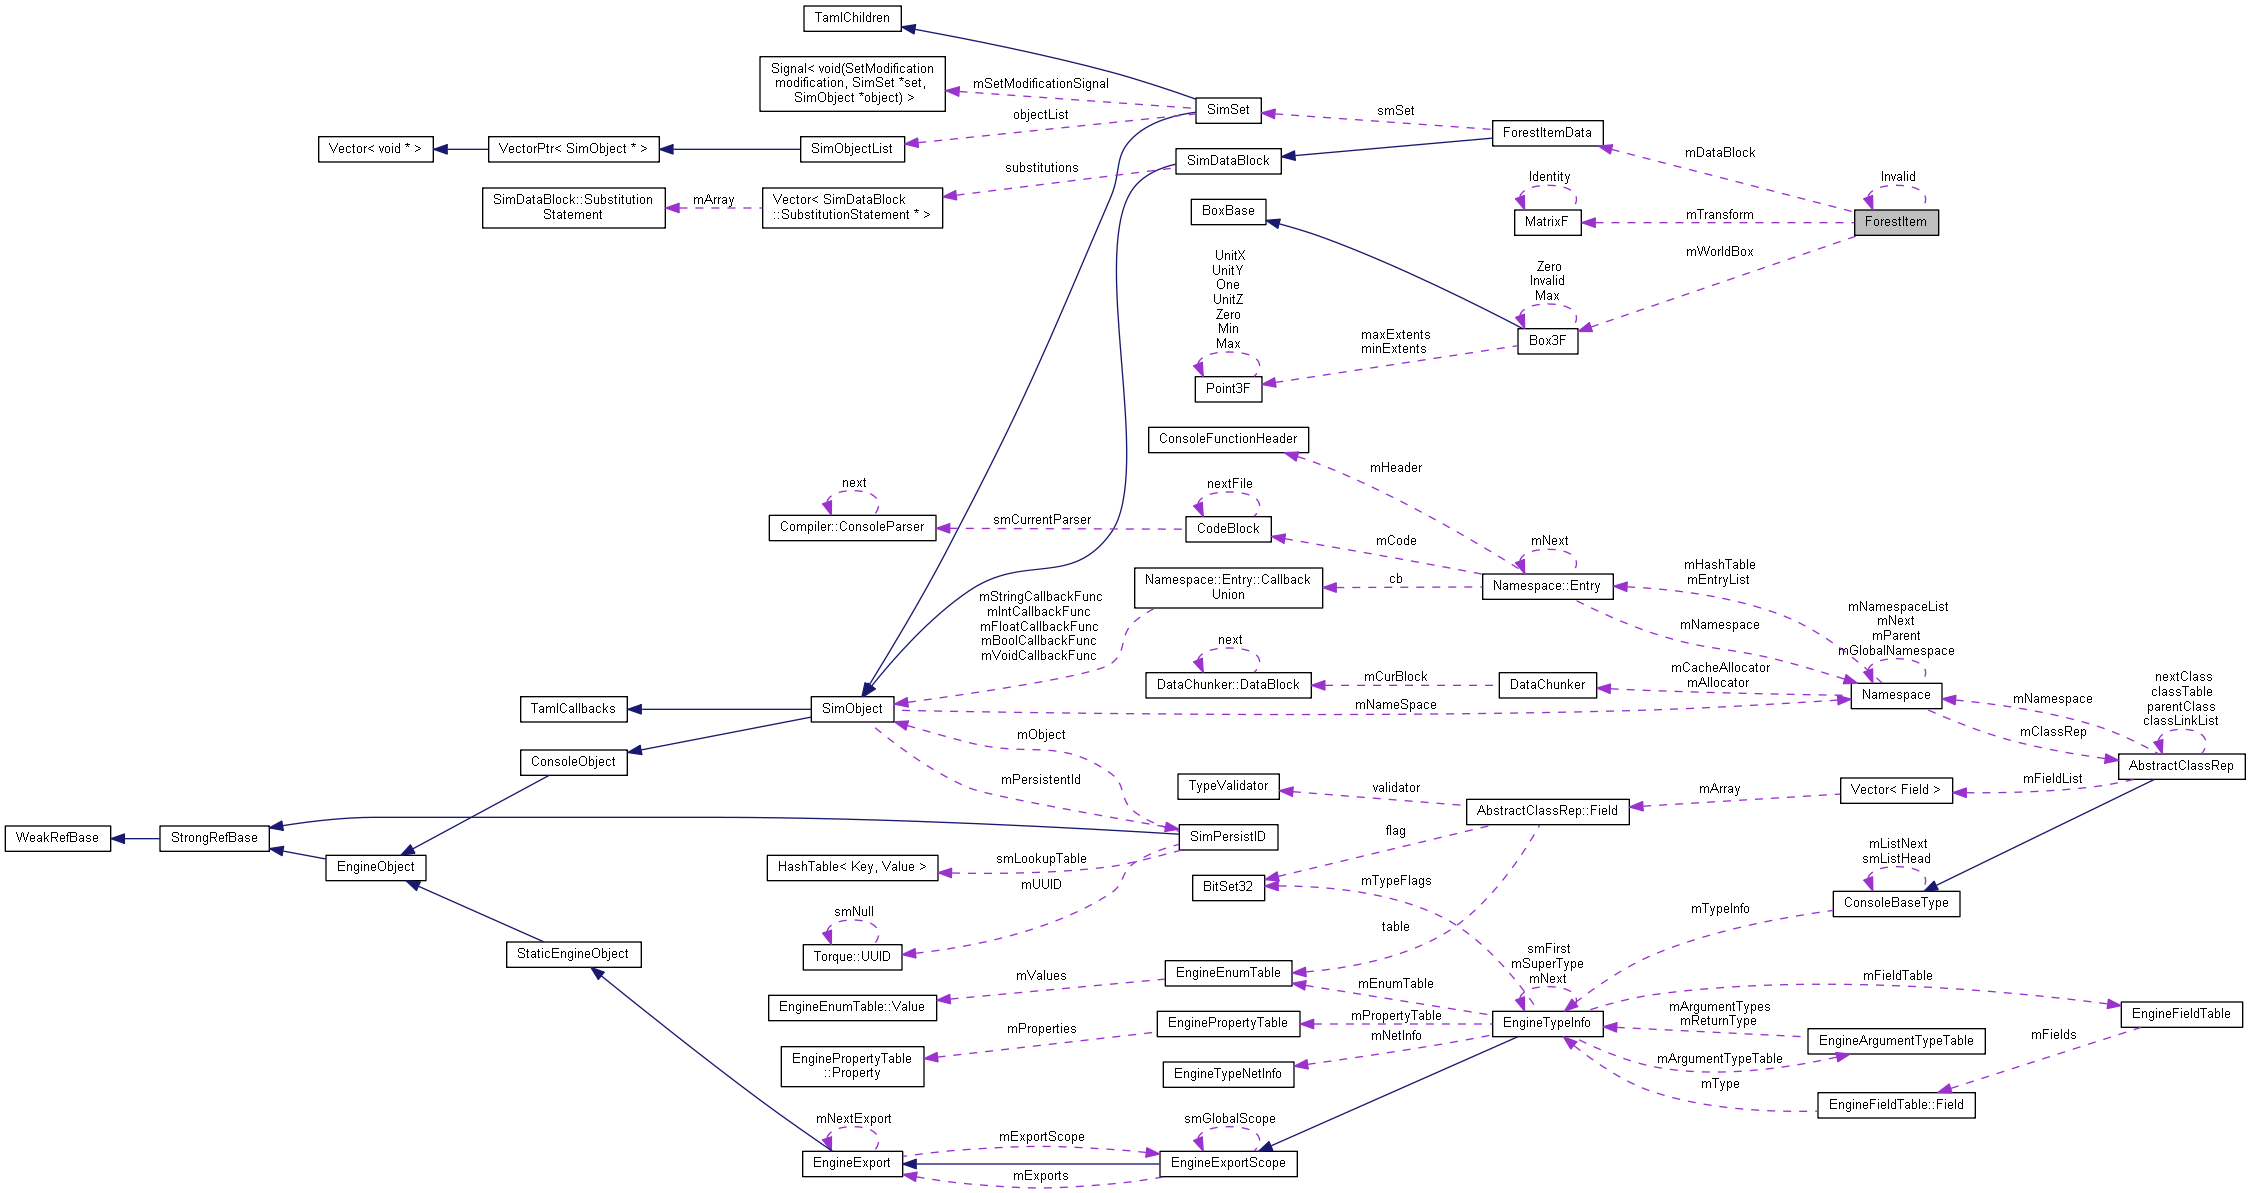 TamlChildren
Signal< void(SetModification
modification, SimSet *set,
SimObject *object) >
mSetModificationSignal
SimSet
objectList
smSet
ForestItemData
Vector< void * >
VectorPtr< SimObject * >
SimObjectList
SimDataBlock
mDataBlock
substitutions
Invalid
SimDataBlock::Substitution
Statement
mArray
Vector< SimDataBlock
::SubstitutionStatement * >
Identity
BoxBase
MatrixF
mTransform
ForestItem
mWorldBox
UnitX
UnitY
One
UnitZ
Zero
Min
Max
Zero
Invalid
Max
maxExtents
minExtents
Box3F
Point3F
ConsoleFunctionHeader
mHeader
next
nextFile
Compiler::ConsoleParser
smCurrentParser
CodeBlock
mCode
mNext
Namespace::Entry::Callback
Union
cb
Namespace::Entry
mHashTable
mEntryList
mStringCallbackFunc
mIntCallbackFunc
mFloatCallbackFunc
mBoolCallbackFunc
mVoidCallbackFunc
mNamespace
mNamespaceList
mNext
mParent
mGlobalNamespace
next
DataChunker::DataBlock
mCurBlock
DataChunker
mCacheAllocator
mAllocator
Namespace
TamlCallbacks
SimObject
mNameSpace
mNamespace
nextClass
classTable
parentClass
classLinkList
mClassRep
AbstractClassRep
mObject
ConsoleObject
mPersistentId
TypeValidator
validator
AbstractClassRep::Field
mArray
Vector< Field >
mFieldList
WeakRefBase
StrongRefBase
SimPersistID
flag
EngineObject
HashTable< Key, Value >
smLookupTable
mUUID
BitSet32
mTypeFlags
mListNext
smListHead
ConsoleBaseType
mTypeInfo
smNull
Torque::UUID
table
StaticEngineObject
EngineEnumTable::Value
mValues
EngineEnumTable
mEnumTable
smFirst
mSuperType
mNext
mFieldTable
EnginePropertyTable
::Property
mProperties
EnginePropertyTable
mPropertyTable
EngineTypeInfo
mArgumentTypes
mReturnType
EngineFieldTable
mNetInfo
EngineTypeNetInfo
EngineArgumentTypeTable
mArgumentTypeTable
mFields
mType
EngineFieldTable::Field
mNextExport
EngineExport
mExportScope
smGlobalScope
EngineExportScope
mExports